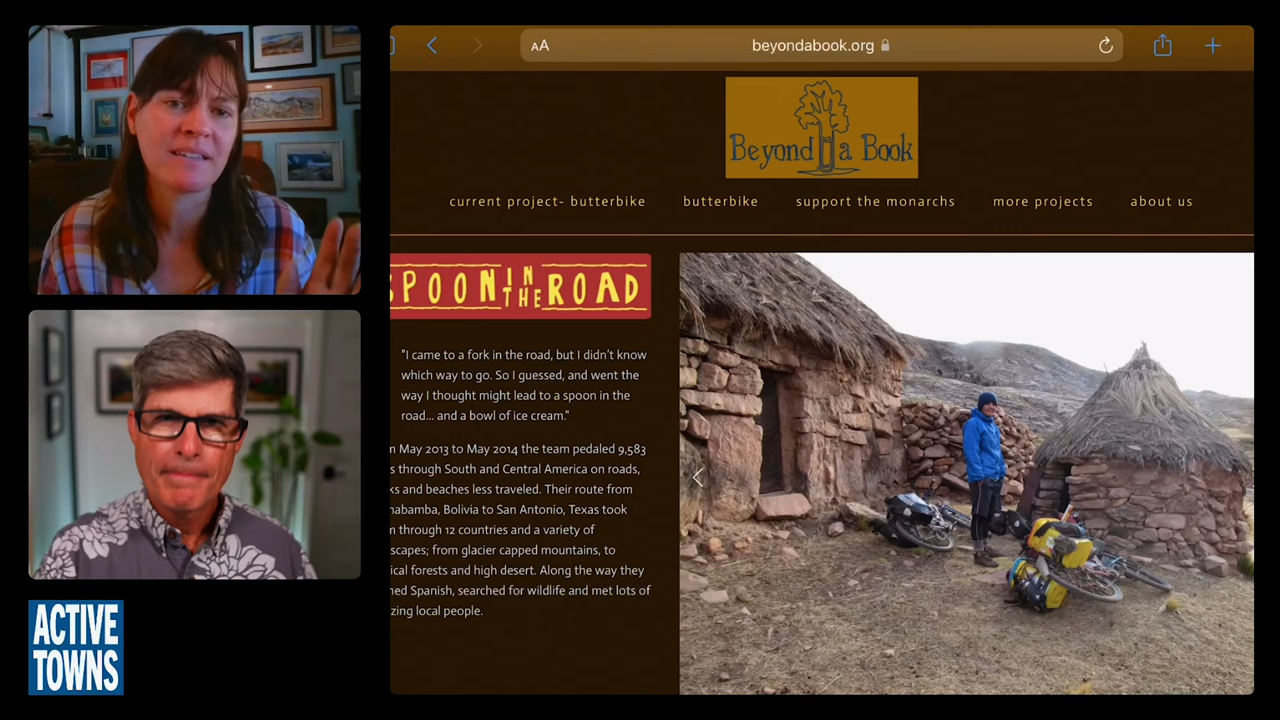 AA
beyondabook.org
Beyond a Book
current project- butterbike
butterbike
support the monarchs
more projects
about us
SPOON IN THE ROAD
"I came to a fork in the road, but I didn't know
which way to go. So I guessed, and went the
way I thought might lead to a spoon in the
road... and a bowl of ice cream."
n May 2013 to May 2014 the team pedaled 9,583
s through South and Central America on roads,
ks and beaches less traveled. Their route from
habamba, Bolivia to San Antonio, Texas took
m through 12 countries and a variety of
scapes; from glacier capped mountains, to
ical forests and high desert. Along the way they
ned Spanish, searched for wildlife and met lots of
zing local people.
ACTIVE
TOWNS